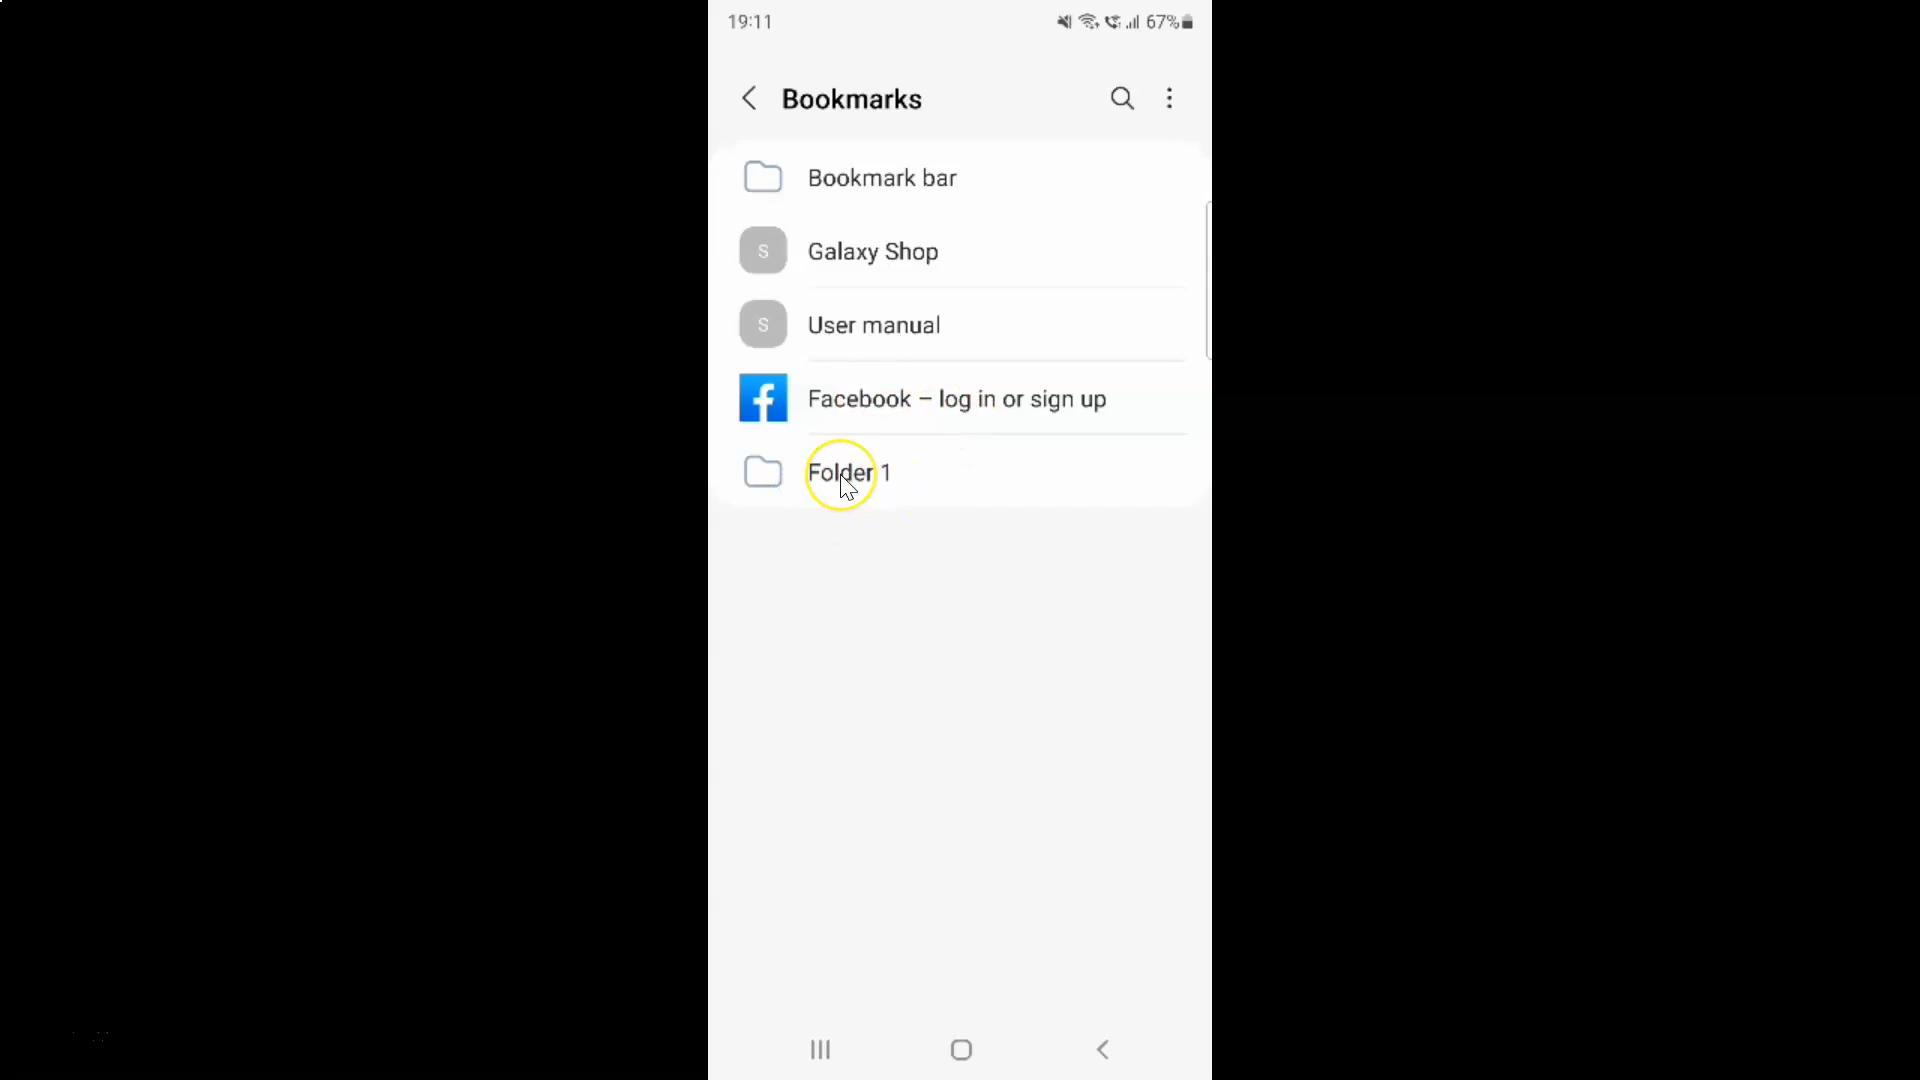 19:11 67%
Bookmarks
Bookmark bar
S Galaxy Shop
S User manual
f Facebook – log in or sign up
Folder 1